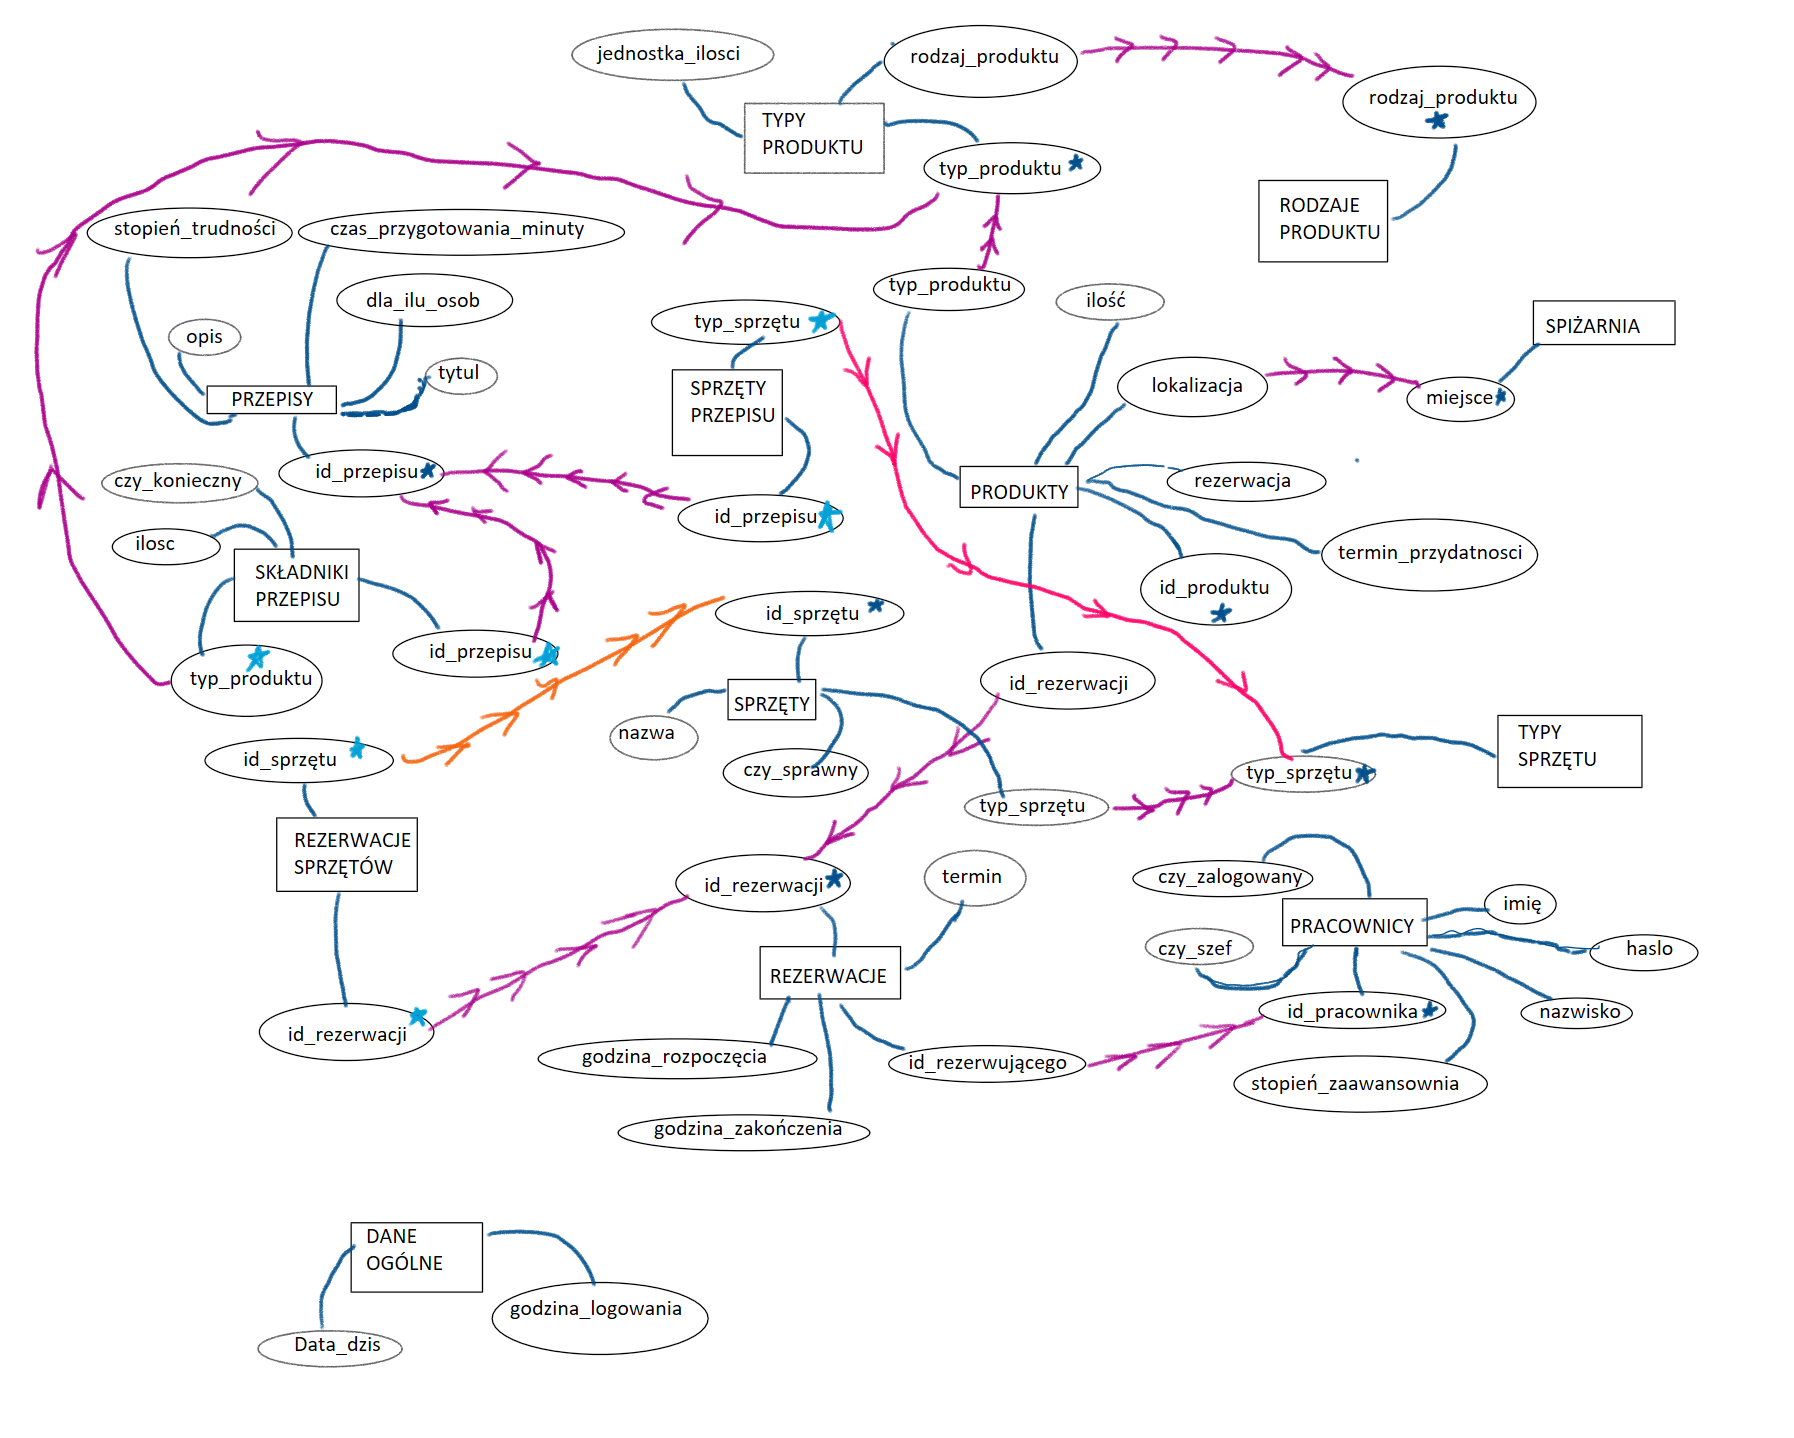 jednostka_ilosci
rodzaj_produktu
rodzaj_produktu
TYPY
PRODUKTU
typ_produktu
RODZAJE
PRODUKTU
stopień_trudności
czas_przygotowania_minuty
dla_ilu_osob
opis
tytul
PRZEPISY
typ_sprzętu
SPRZĘTY
PRZEPISU
typ_produktu
ilość
SPIŻARNIA
lokalizacja
miejsce
id_przepisu
id_przepisu
PRODUKTY
rezerwacja
termin_przydatnosci
id_produktu
czy_konieczny
ilosc
SKŁADNIKI
PRZEPISU
id_przepisu
typ_produktu
id_sprzętu
SPRZĘTY
nazwa
czy_sprawny
typ_sprzętu
id_rezerwacji
typ_sprzętu
TYPY
SPRZĘTU
id_sprzętu
REZERWACJE
SPRZĘTÓW
id_rezerwacji
id_rezerwacji
termin
REZERWACJE
godzina_rozpoczęcia
id_rezerwującego
godzina_zakończenia
czy_zalogowany
PRACOWNICY
imię
haslo
czy_szef
id_pracownika
nazwisko
stopień_zaawansownia
DANE
OGÓLNE
godzina_logowania
Data_dzis